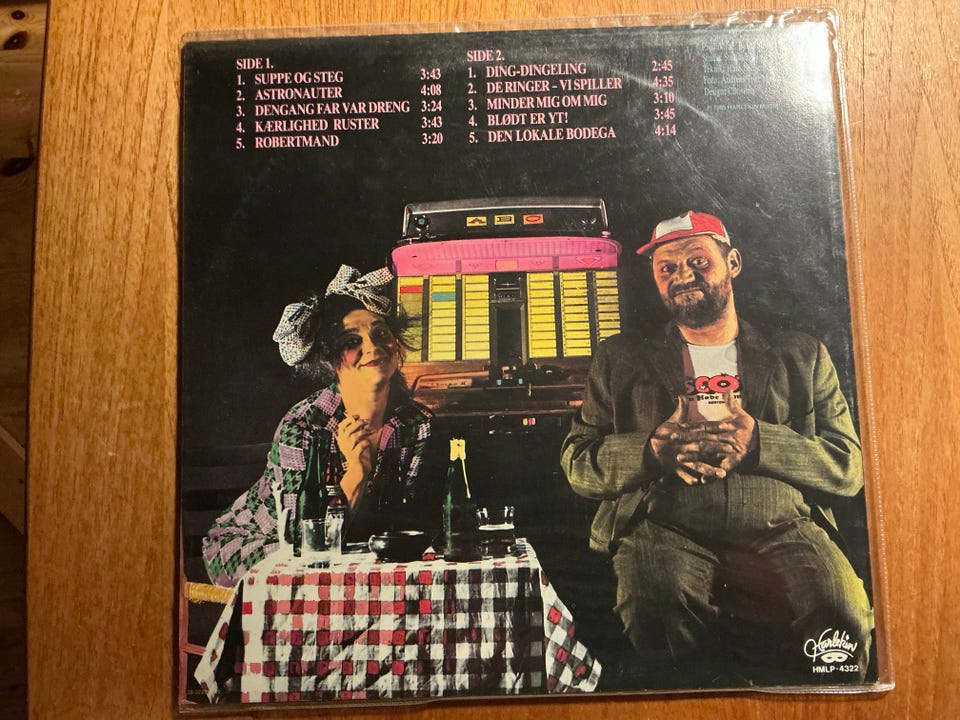 SIDE 1.
1. SUPPE OG STEG 3:43
2. ASTRONAUTER 4:08
3. DENGANG FAR VAR DRENG 3:24
4. KÆRLIGHED RUSTER 3:43
5. ROBERTMAND 3:20
SIDE 2.
1. DING-DINGELING 2:45
2. DE RINGER - VI SPILLER 4:35
3. MINDER MIG OM MIG 3:10
4. BLØDT ER YT! 3:45
5. DEN LOKALE BODEGA 4:14
Harlekin
HMLP-4322